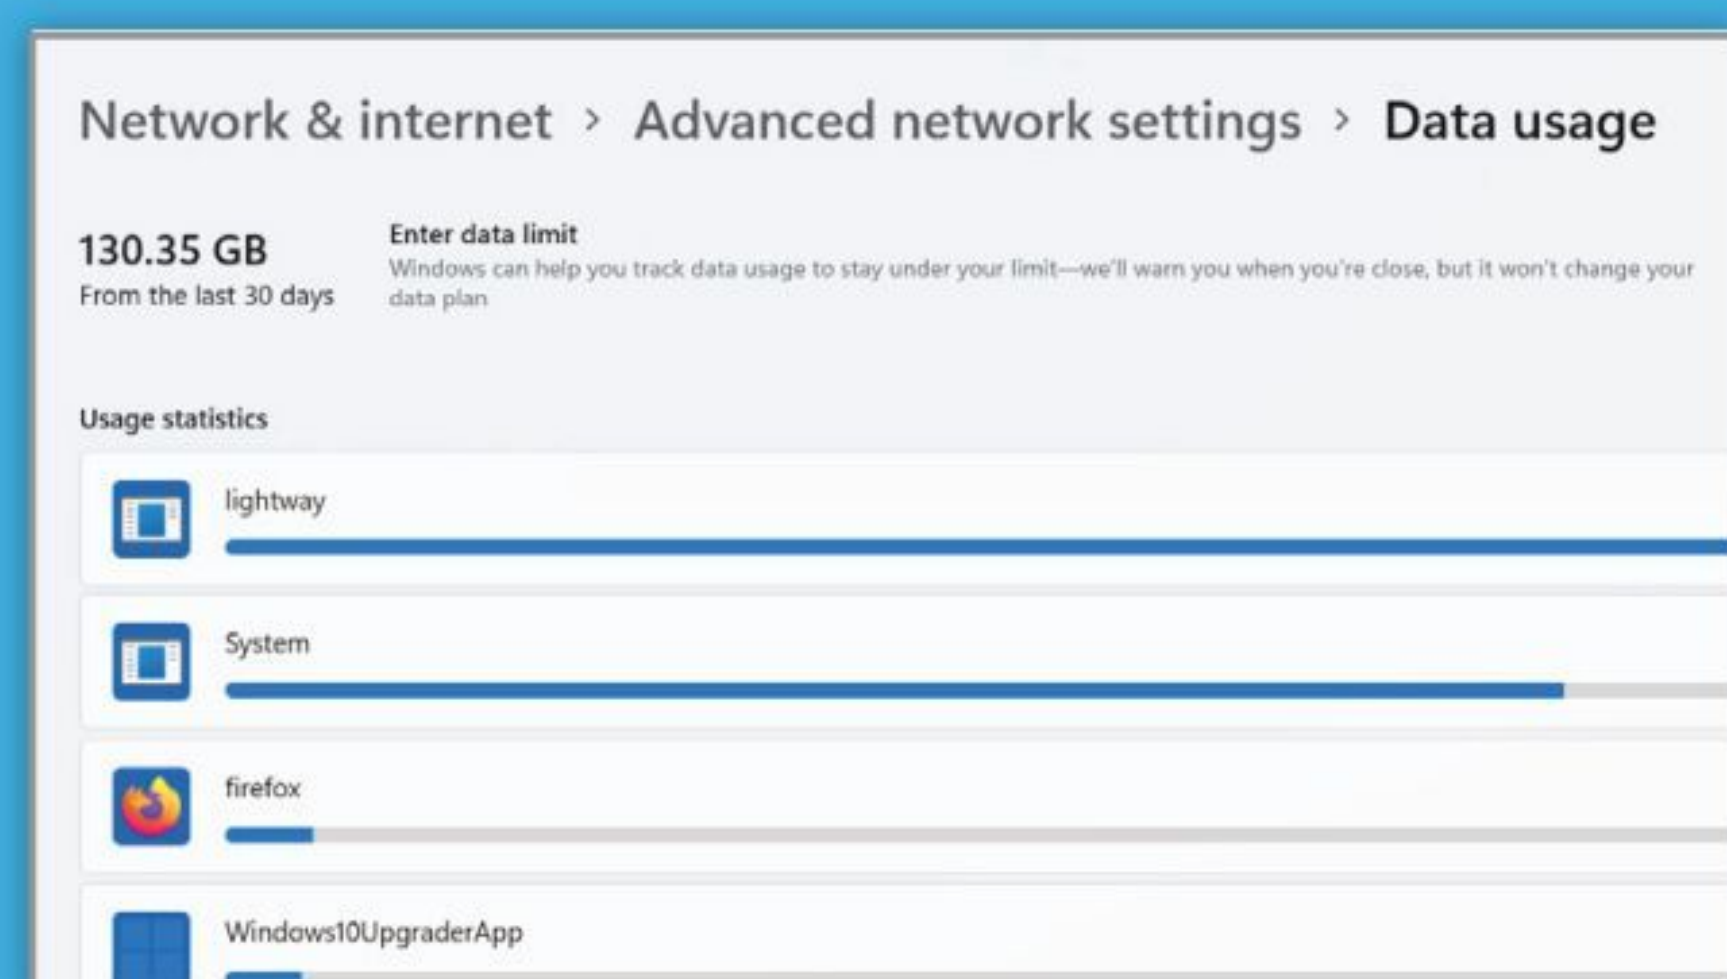 Network & internet > Advanced network settings > Data usage
130.35 GB
From the last 30 days
Enter data limit
Windows can help you track data usage to stay under your limit—we'll warn you when you're close, but it won't change your
data plan
Usage statistics
lightway
System
firefox
Windows10UpgraderApp